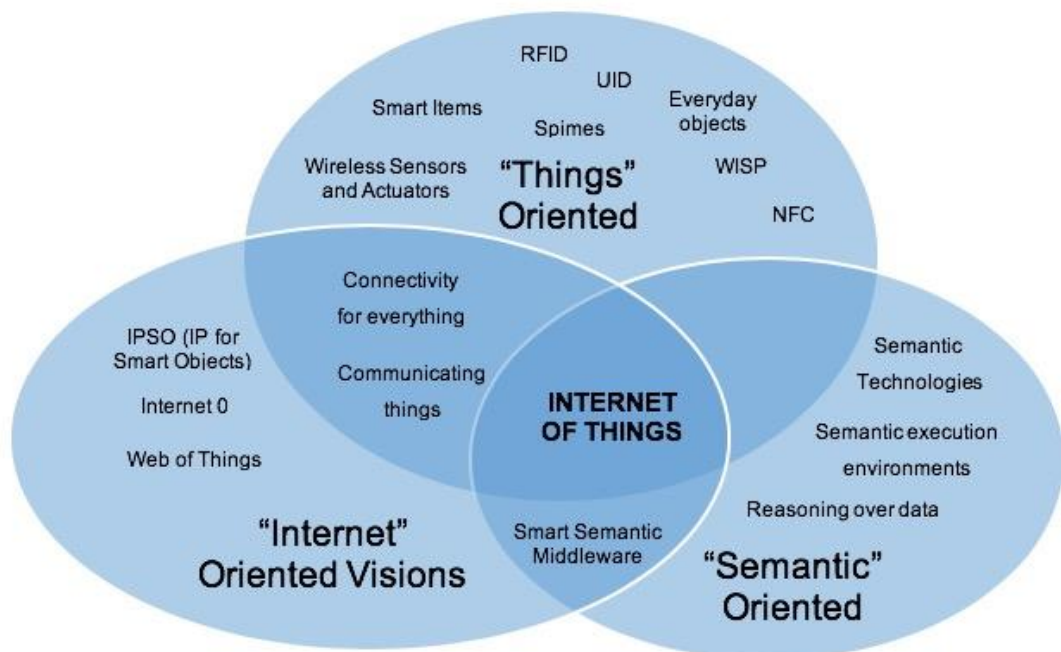 RFID
UID
Smart Items
Everyday
objects
Spimes
Wireless Sensors
and Actuators
“Things”
Oriented
WISP
NFC
Connectivity
for everything
Communicating
things
IPSO (IP for
Smart Objects)
Internet 0
Web of Things
“Internet”
Oriented Visions
INTERNET
OF THINGS
Smart Semantic
Middleware
Semantic
Technologies
Semantic execution
environments
Reasoning over data
“Semantic”
Oriented